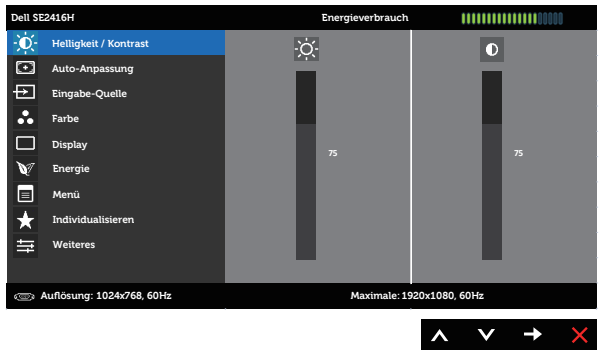 Dell SE2416H Energieverbrauch
Helligkeit / Kontrast
Auto-Anpassung
Eingabe-Quelle
Farbe
Display
75 75
Energie
Menü
Individualisieren
Weiteres
Auflösung: 1024x768, 60Hz Maximale: 1920x1080, 60Hz